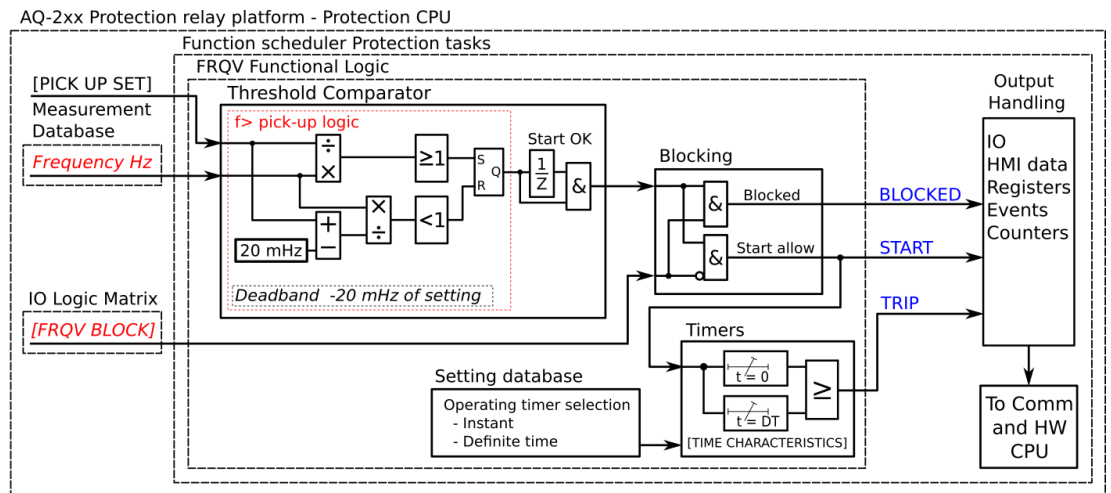 AQ-2xx Protection relay platform - Protection CPU
Function scheduler Protection tasks
FRQV Functional Logic
[PICK UP SET]
Measurement
Database
Frequency Hz
Threshold Comparator
f> pick-up logic
÷
×
≥1
S
R
Q
Start OK
1
Z
&
×
÷
<1
+
−
20 mHz
Deadband -20 mHz of setting
IO Logic Matrix
[FRQV BLOCK]
Blocking
&
Blocked
&
Start allow
BLOCKED
START
TRIP
Output
Handling
IO
HMI data
Registers
Events
Counters
Timers
t = 0
t = DT
≥
[TIME CHARACTERISTICS]
Setting database
Operating timer selection
- Instant
- Definite time
To Comm
and HW
CPU